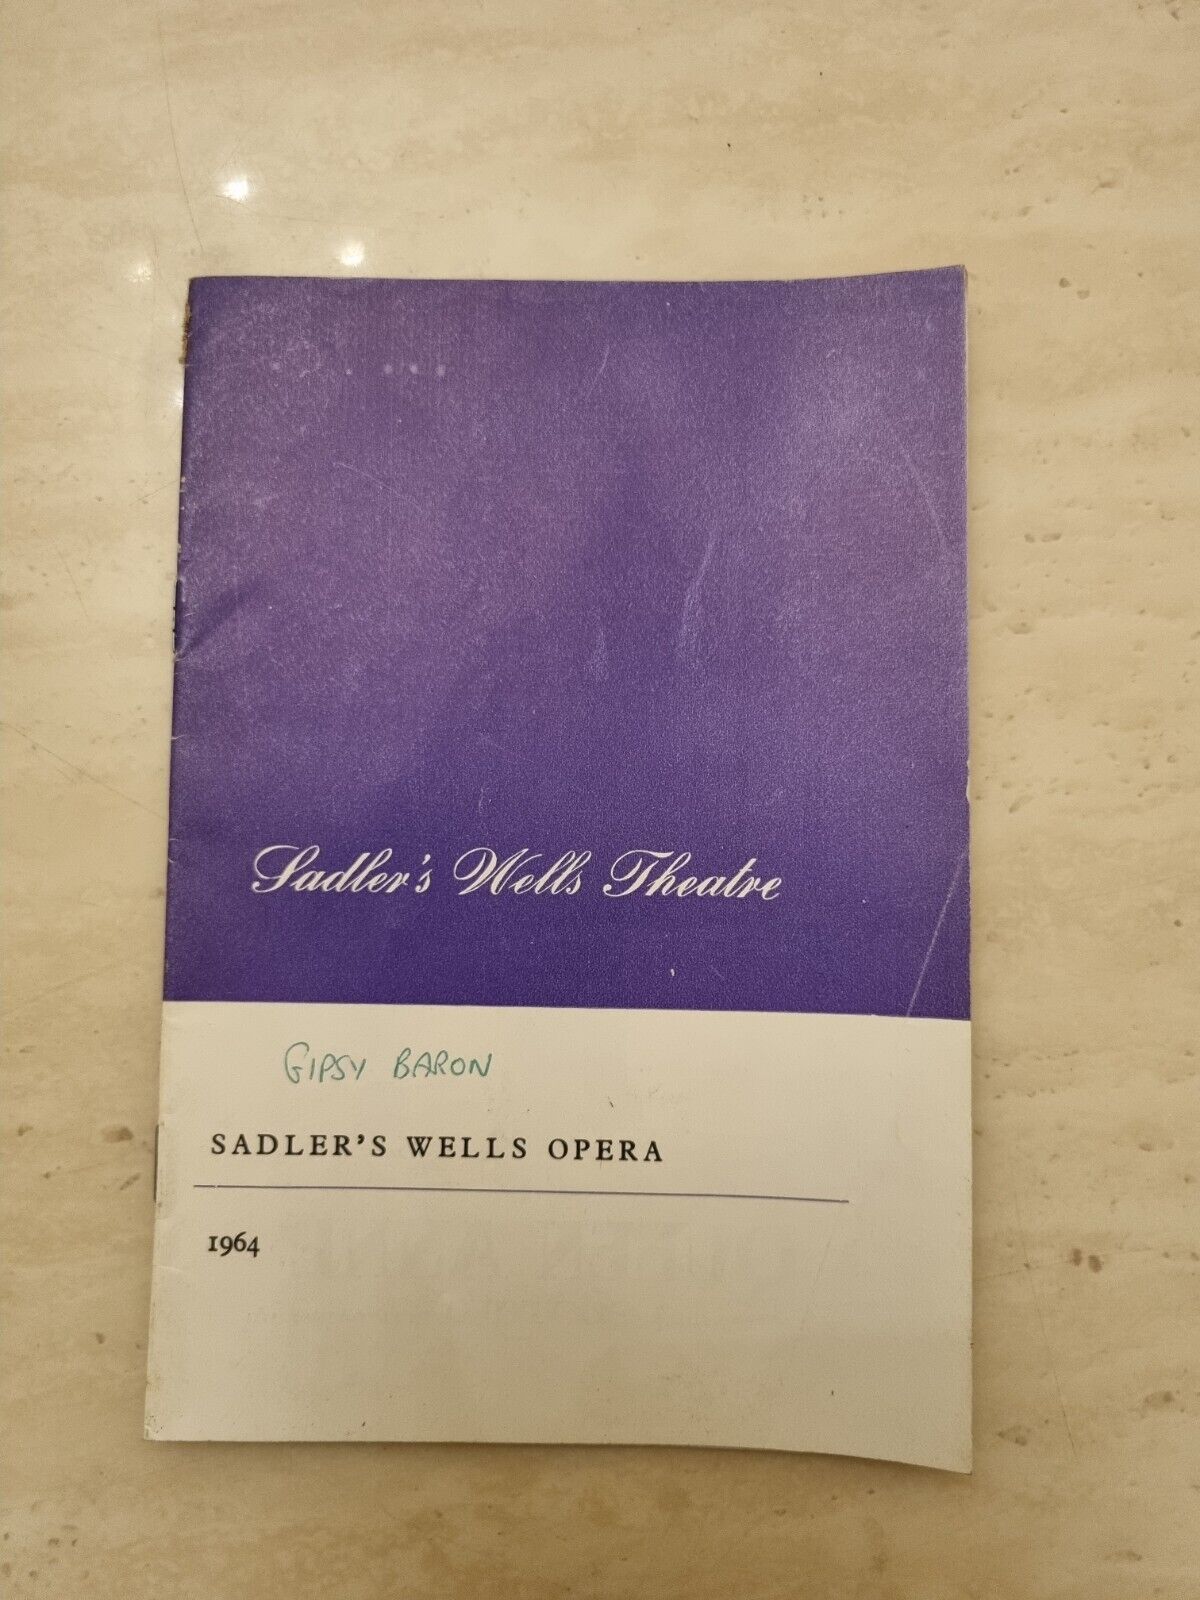 Sadler's Wells Theatre
GIPSY BARON
SADLER'S WELLS OPERA
1964